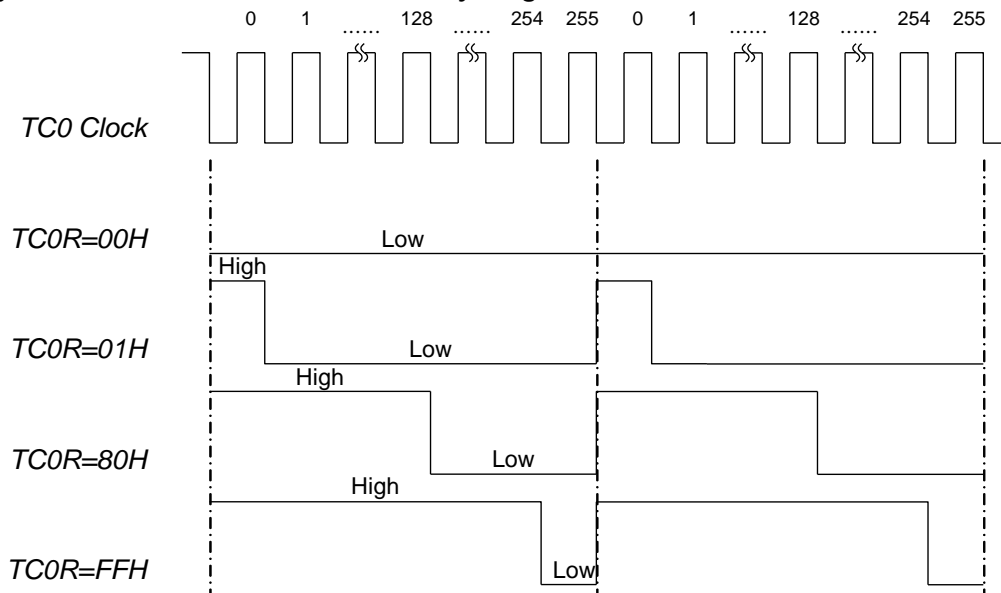 0 1 ...... 128 ...... 254 255 0 1 ...... 128 ...... 254 255
TC0 Clock
TC0R=00H
Low
High
TC0R=01H
Low
High
TC0R=80H
Low
High
TC0R=FFH
Low